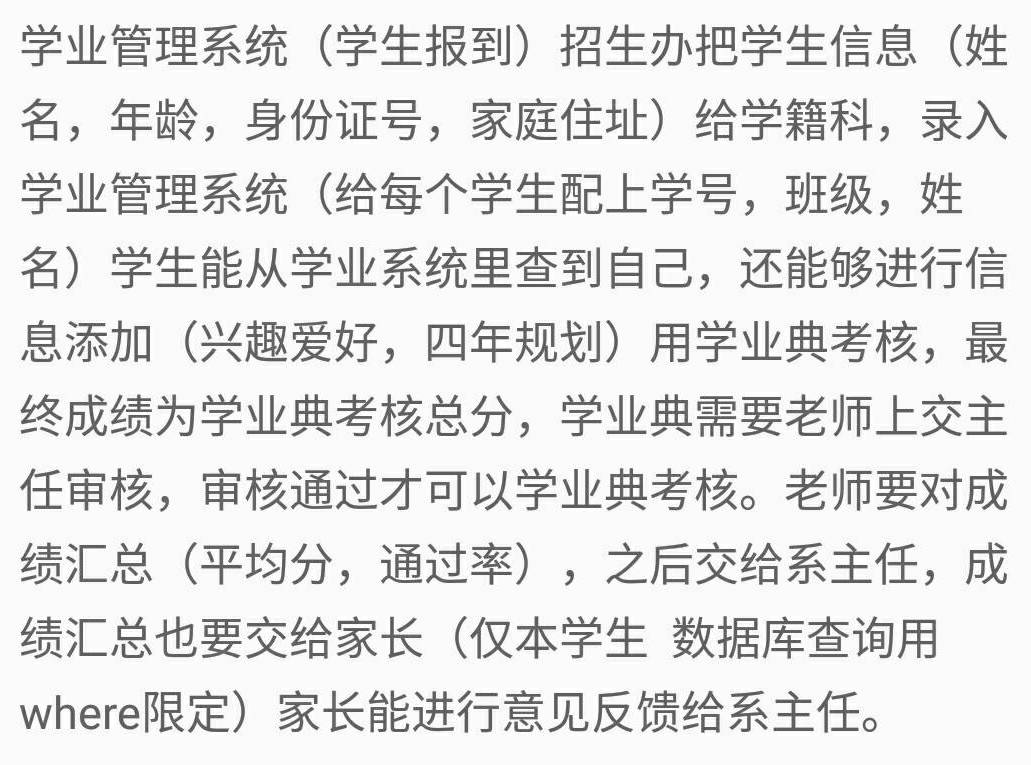 学业管理系统（学生报到）招生办把学生信息（姓
名，年龄，身份证号，家庭住址）给学籍科，录入
学业管理系统（给每个学生配上学号，班级，姓
名）学生能从学业系统里查到自己，还能够进行信
息添加（兴趣爱好，四年规划）用学业典考核，最
终成绩为学业典考核总分，学业典需要老师上交主
任审核，审核通过才可以学业典考核。老师要对成
绩汇总（平均分，通过率），之后交给系主任，成
绩汇总也要交给家长（仅本学生 数据库查询用
where限定）家长能进行意见反馈给系主任。